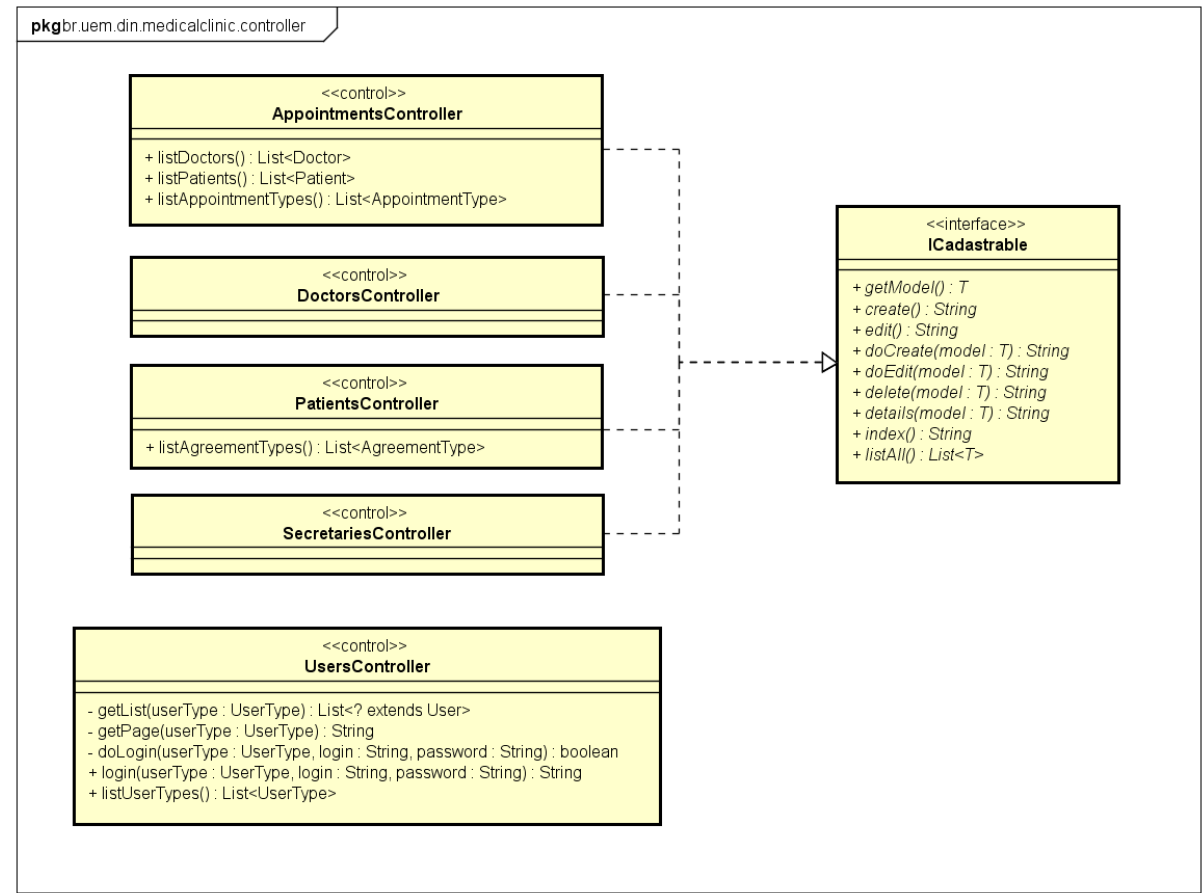 pkg br.uem.din.medicalclinic.controller
<<control>>
AppointmentsController
+ listDoctors() : List<Doctor>
+ listPatients() : List<Patient>
+ listAppointmentTypes() : List<AppointmentType>
<<control>>
DoctorsController
<<control>>
PatientsController
+ listAgreementTypes() : List<AgreementType>
<<control>>
SecretariesController
<<interface>>
ICadastrable
+ getModel() : T
+ create() : String
+ edit() : String
+ doCreate(model : T) : String
+ doEdit(model : T) : String
+ delete(model : T) : String
+ details(model : T) : String
+ index() : String
+ listAll() : List<T>
<<control>>
UsersController
- getList(userType : UserType) : List<? extends User>
- getPage(userType : UserType) : String
- doLogin(userType : UserType, login : String, password : String) : boolean
+ login(userType : UserType, login : String, password : String) : String
+ listUserTypes() : List<UserType>